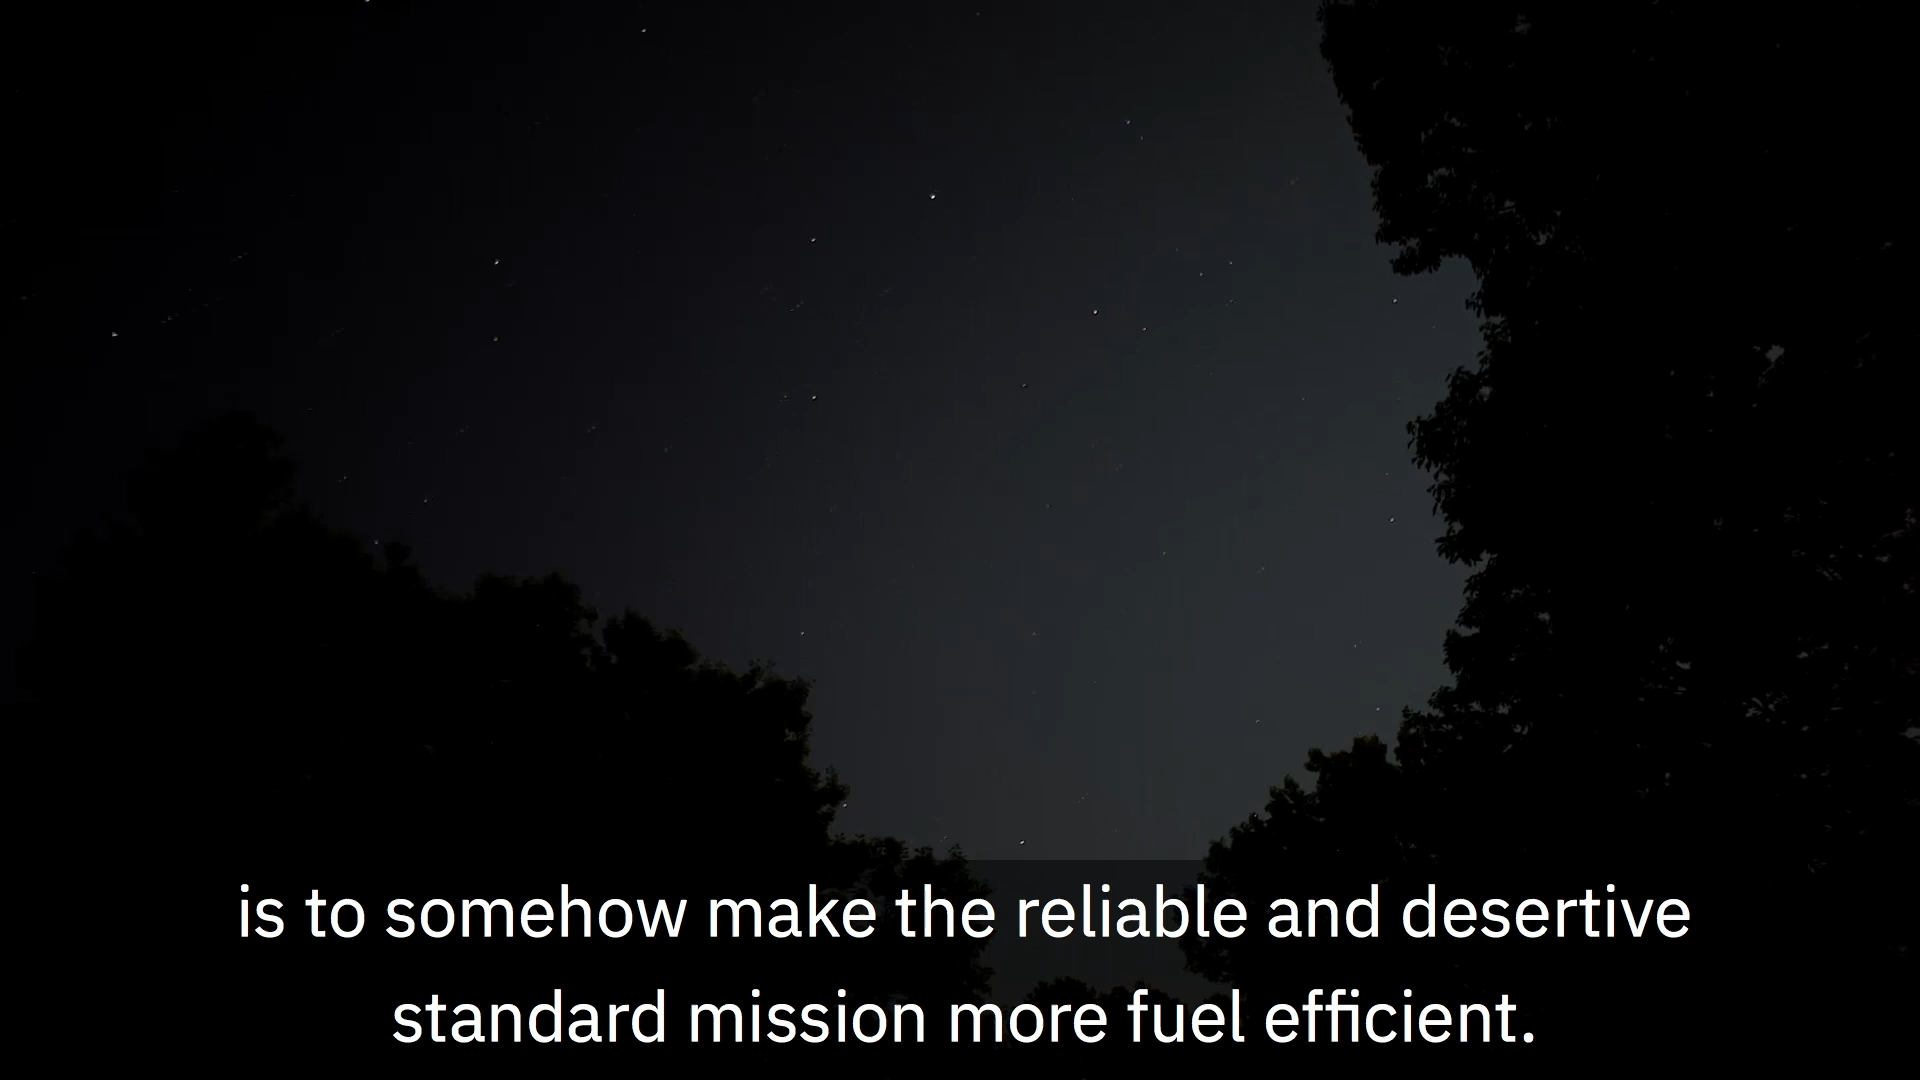 is to somehow make the reliable and desertive
standard mission more fuel efficient.